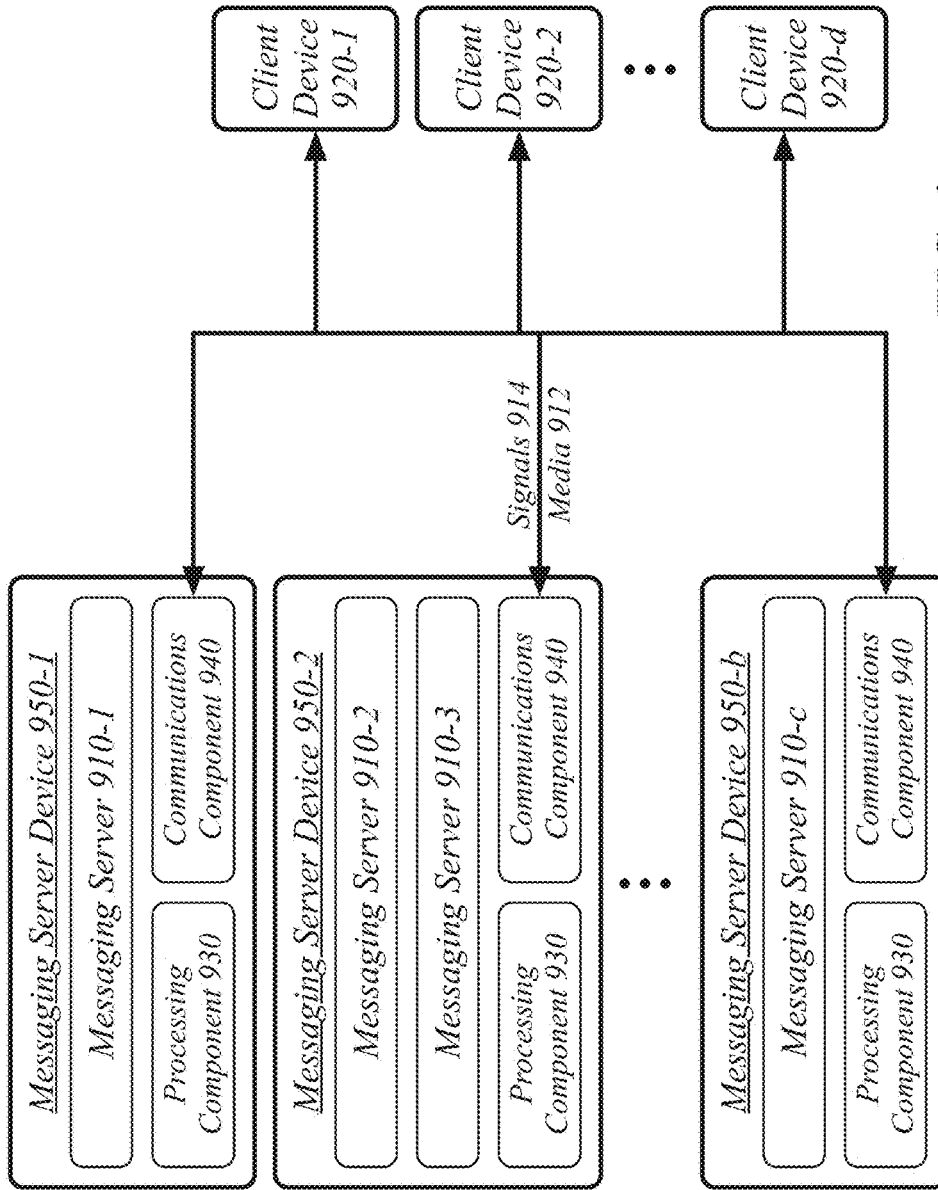 Messaging Server Device 950-1
Messaging Server 910-1
Processing
Component 930
Communications
Component 940
Messaging Server Device 950-2
Messaging Server 910-2
Messaging Server 910-3
Processing
Component 930
Communications
Component 940
Messaging Server Device 950-b
Messaging Server 910-c
Processing
Component 930
Communications
Component 940
Signals 914
Media 912
Client
Device
920-1
Client
Device
920-2
Client
Device
920-d